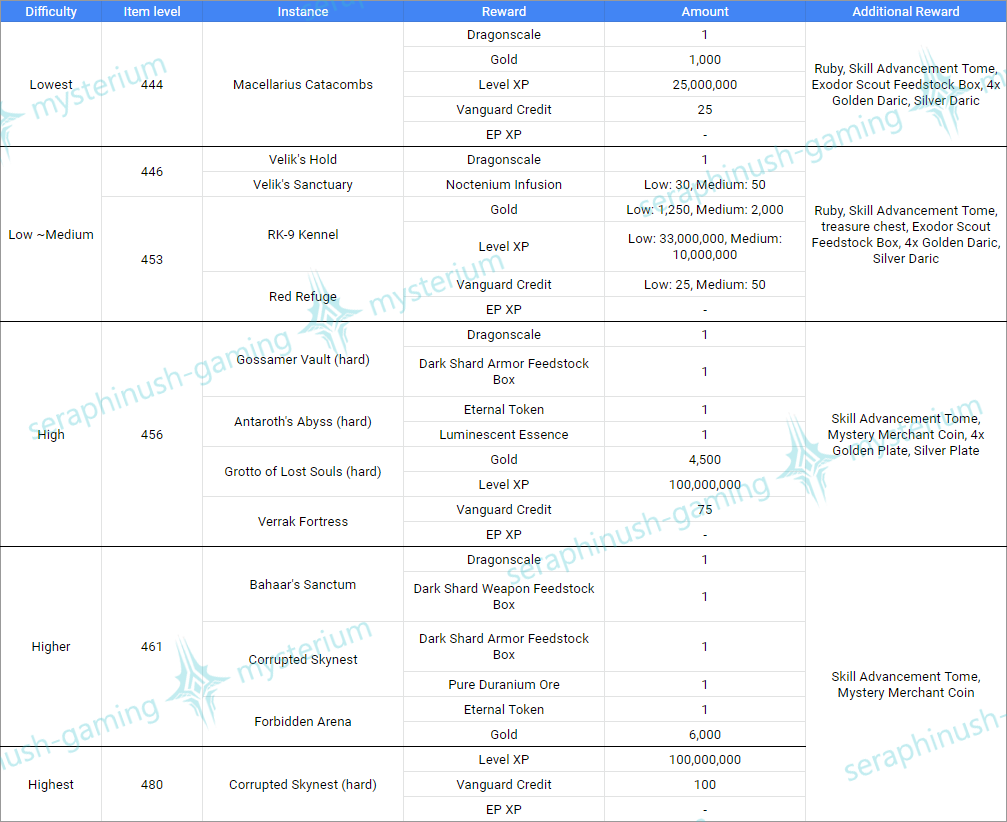 Difficulty Item level Instance Reward Amount Additional Reward
Lowest 444 Macellarius Catacombs
Dragonscale 1
Gold 1,000
Level XP 25,000,000
Vanguard Credit 25
EP XP -
Ruby, Skill Advancement Tome,
Exodor Scout Feedstock Box, 4x
Golden Daric, Silver Daric
Low ~Medium
446
Velik's Hold
Velik's Sanctuary
453
RK-9 Kennel
Red Refuge
Dragonscale 1
Noctenium Infusion Low: 30, Medium: 50
Gold Low: 1,250, Medium: 2,000
Level XP Low: 33,000,000, Medium:
10,000,000
Vanguard Credit Low: 25, Medium: 50
EP XP -
Ruby, Skill Advancement Tome,
treasure chest, Exodor Scout
Feedstock Box, 4x Golden Daric,
Silver Daric
High 456
Gossamer Vault (hard)
Antaroth's Abyss (hard)
Grotto of Lost Souls (hard)
Verrak Fortress
Dragonscale 1
Dark Shard Armor Feedstock
Box 1
Eternal Token 1
Luminescent Essence 1
Gold 4,500
Level XP 100,000,000
Vanguard Credit 75
EP XP -
Skill Advancement Tome,
Mystery Merchant Coin, 4x
Golden Plate, Silver Plate
Higher 461
Bahaar's Sanctum
Corrupted Skynest
Forbidden Arena
Dragonscale 1
Dark Shard Weapon Feedstock
Box 1
Dark Shard Armor Feedstock
Box 1
Pure Duranium Ore 1
Eternal Token 1
Gold 6,000
Highest 480 Corrupted Skynest (hard)
Level XP 100,000,000
Vanguard Credit 100
EP XP -
Skill Advancement Tome,
Mystery Merchant Coin
mysterium
seraphinush-gaming
mysterium
seraphinush-gaming
mysterium
seraphinush-gaming
mysterium
seraphinush-gaming